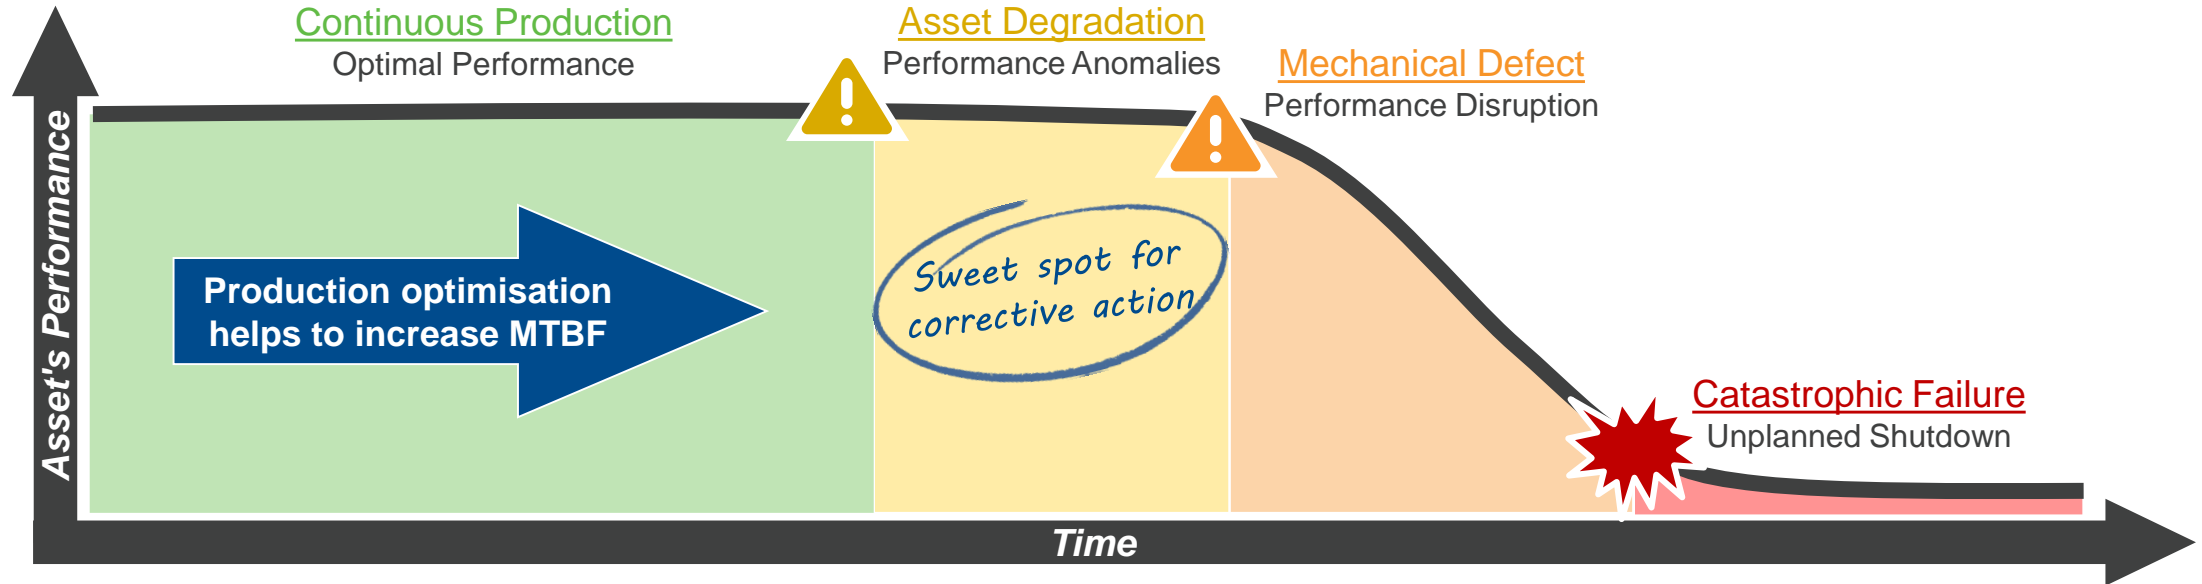 Continuous Production
Optimal Performance
Asset Degradation
Performance Anomalies
Mechanical Defect
Performance Disruption
Asset's Performance
Production optimisation
helps to increase MTBF
Sweet spot for
corrective action
Catastrophic Failure
Unplanned Shutdown
Time